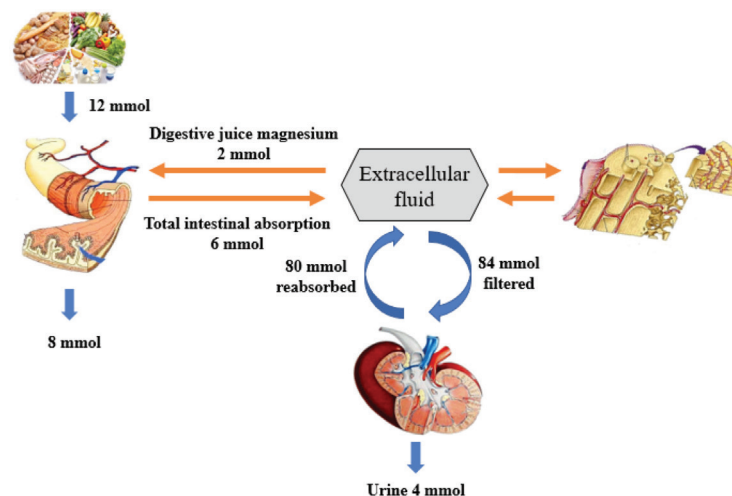 12 mmol
Digestive juice magnesium
2 mmol
Extracellular
fluid
Total intestinal absorption
6 mmol
80 mmol
reabsorbed
84 mmol
filtered
8 mmol
Urine 4 mmol